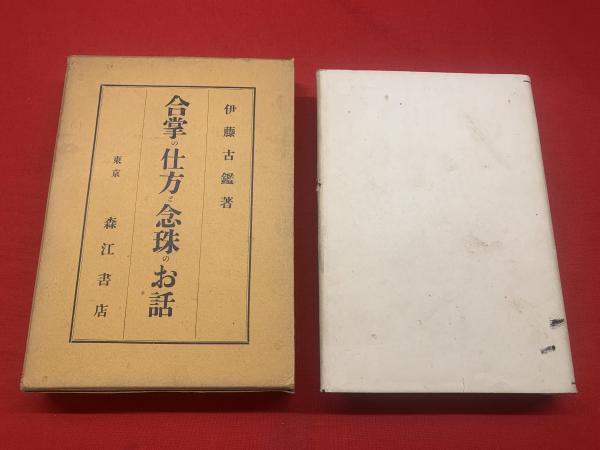 伊藤古鑑著
合掌の仕方と念珠のお話
東京
森江書店